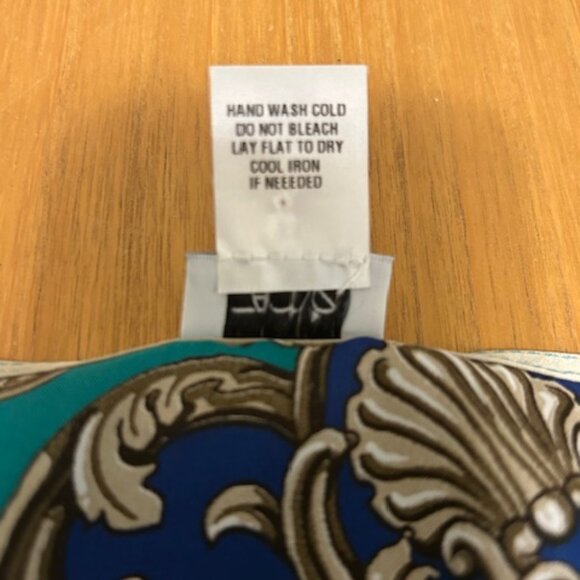 HAND WASH COLD
DO NOT BLEACH
LAY FLAT TO DRY
COOL IRON
IF NEEEDED